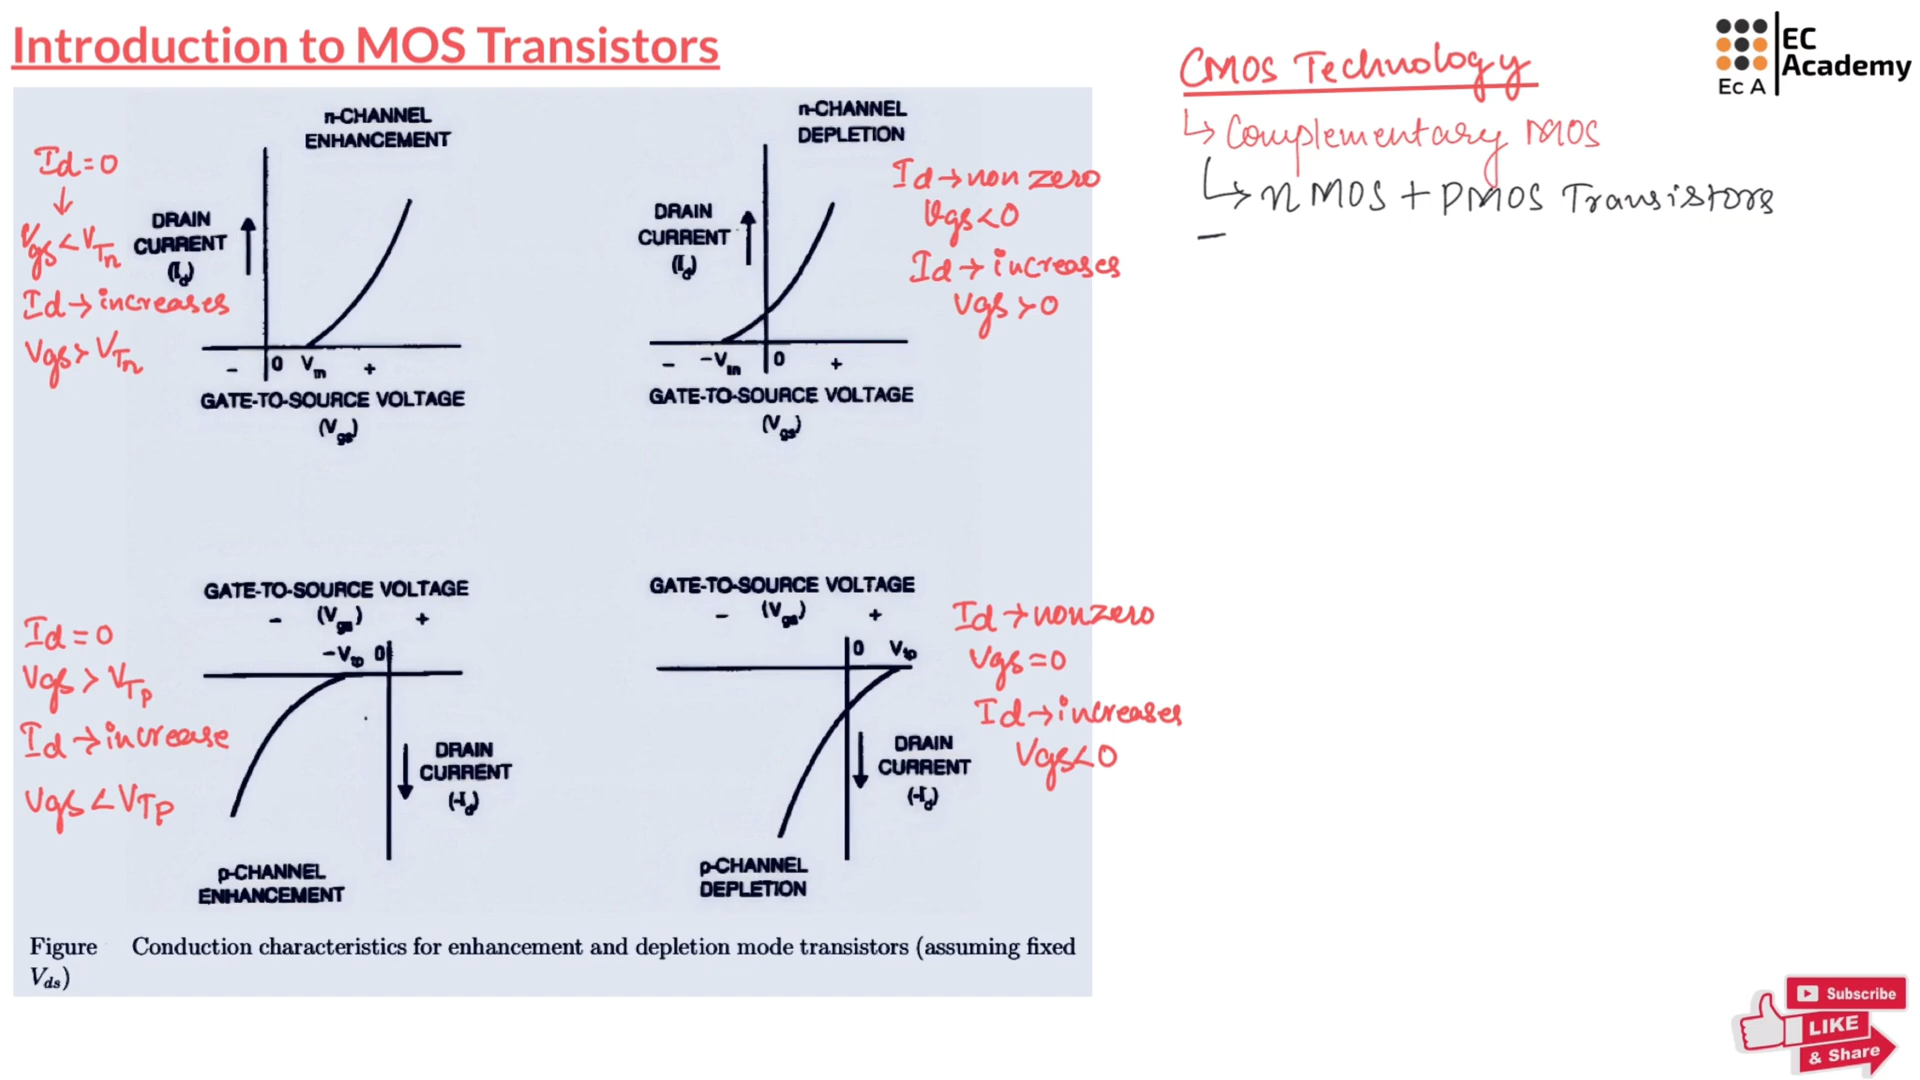 Introduction to MOS Transistors
EC
Academy
Ec A
CMOS Technology
↳ Complementary MOS
↳ n MOS + PMOS Transistors
–
n-CHANNEL
ENHANCEMENT
Id=0
↓
Vgs < VTn
Id → increases
Vgs > VTn
DRAIN
CURRENT
(Id)
- 0 Vtn +
GATE-TO-SOURCE VOLTAGE
(Vgs)
n-CHANNEL
DEPLETION
Id → non zero
Vgs<0
Id → increases
Vgs >0
DRAIN
CURRENT
(Id)
- -Vtn 0 +
GATE-TO-SOURCE VOLTAGE
(Vgs)
GATE-TO-SOURCE VOLTAGE
- (Vgs) +
-Vtp 0
Id = 0
Vgs > VTp
Id → increase
Vgs < VTp
DRAIN
CURRENT
(-Id)
p-CHANNEL
ENHANCEMENT
GATE-TO-SOURCE VOLTAGE
- (Vgs) +
0 Vtp
Id → nonzero
Vgs = 0
Id → increases
Vgs<0
DRAIN
CURRENT
(-Id)
p-CHANNEL
DEPLETION
Figure Conduction characteristics for enhancement and depletion mode transistors (assuming fixed
Vds)
Subscribe
LIKE
& Share